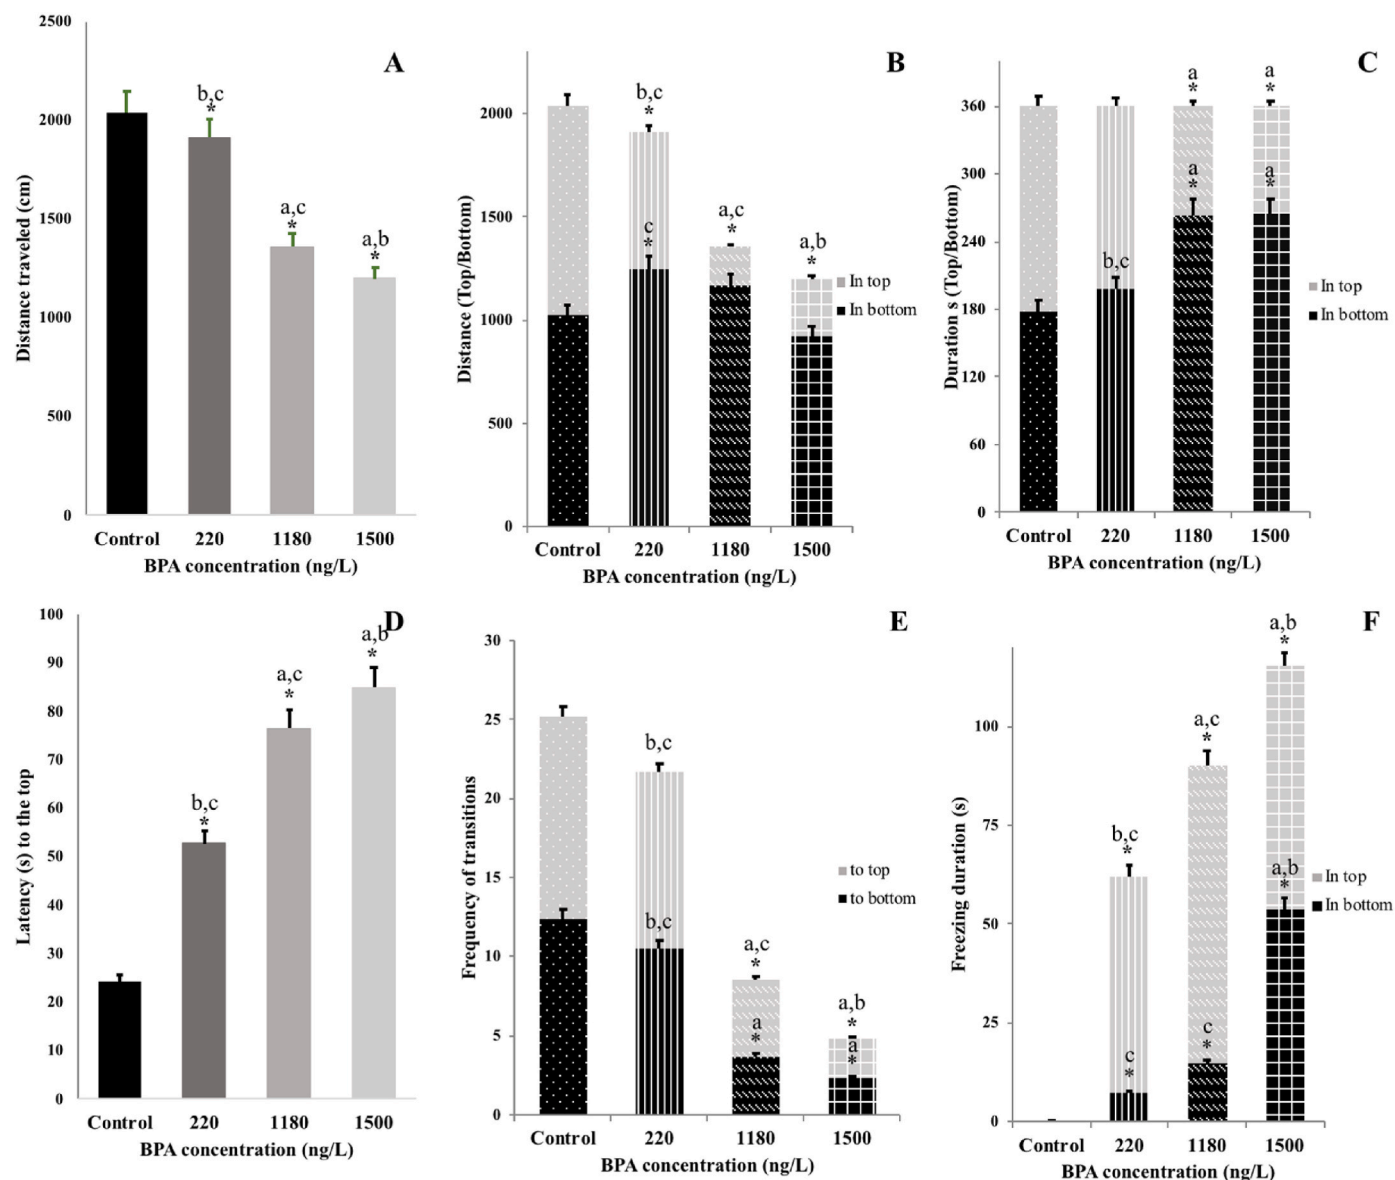 A
2500
2000
1500
1000
500
0
Distance traveled (cm)
b,c
*
a,c
*
a,b
*
Control 220 1180 1500
BPA concentration (ng/L)
B
2000
1500
1000
500
0
Distance (Top/Bottom)
b,c
*
c
*
a,c
*
a,b
*
In top
In bottom
Control 220 1180 1500
BPA concentration (ng/L)
C
360
300
240
180
120
60
0
Duration s (Top/Bottom)
b,c
a
*
a
*
a
*
a
*
In top
In bottom
Control 220 1180 1500
BPA concentration (ng/L)
D
100
90
80
70
60
50
40
30
20
10
0
Latency (s) to the top
b,c
*
a,c
*
a,b
*
Control 220 1180 1500
BPA concentration (ng/L)
E
30
25
20
15
10
5
0
Frequency of transitions
b,c
b,c
a,c
*
a
*
a,b
*
a
*
to top
to bottom
Control 220 1180 1500
BPA concentration (ng/L)
F
100
75
50
25
0
Freezing duration (s)
b,c
*
c
*
a,c
*
c
*
a,b
*
a,b
*
In top
In bottom
Control 220 1180 1500
BPA concentration (ng/L)